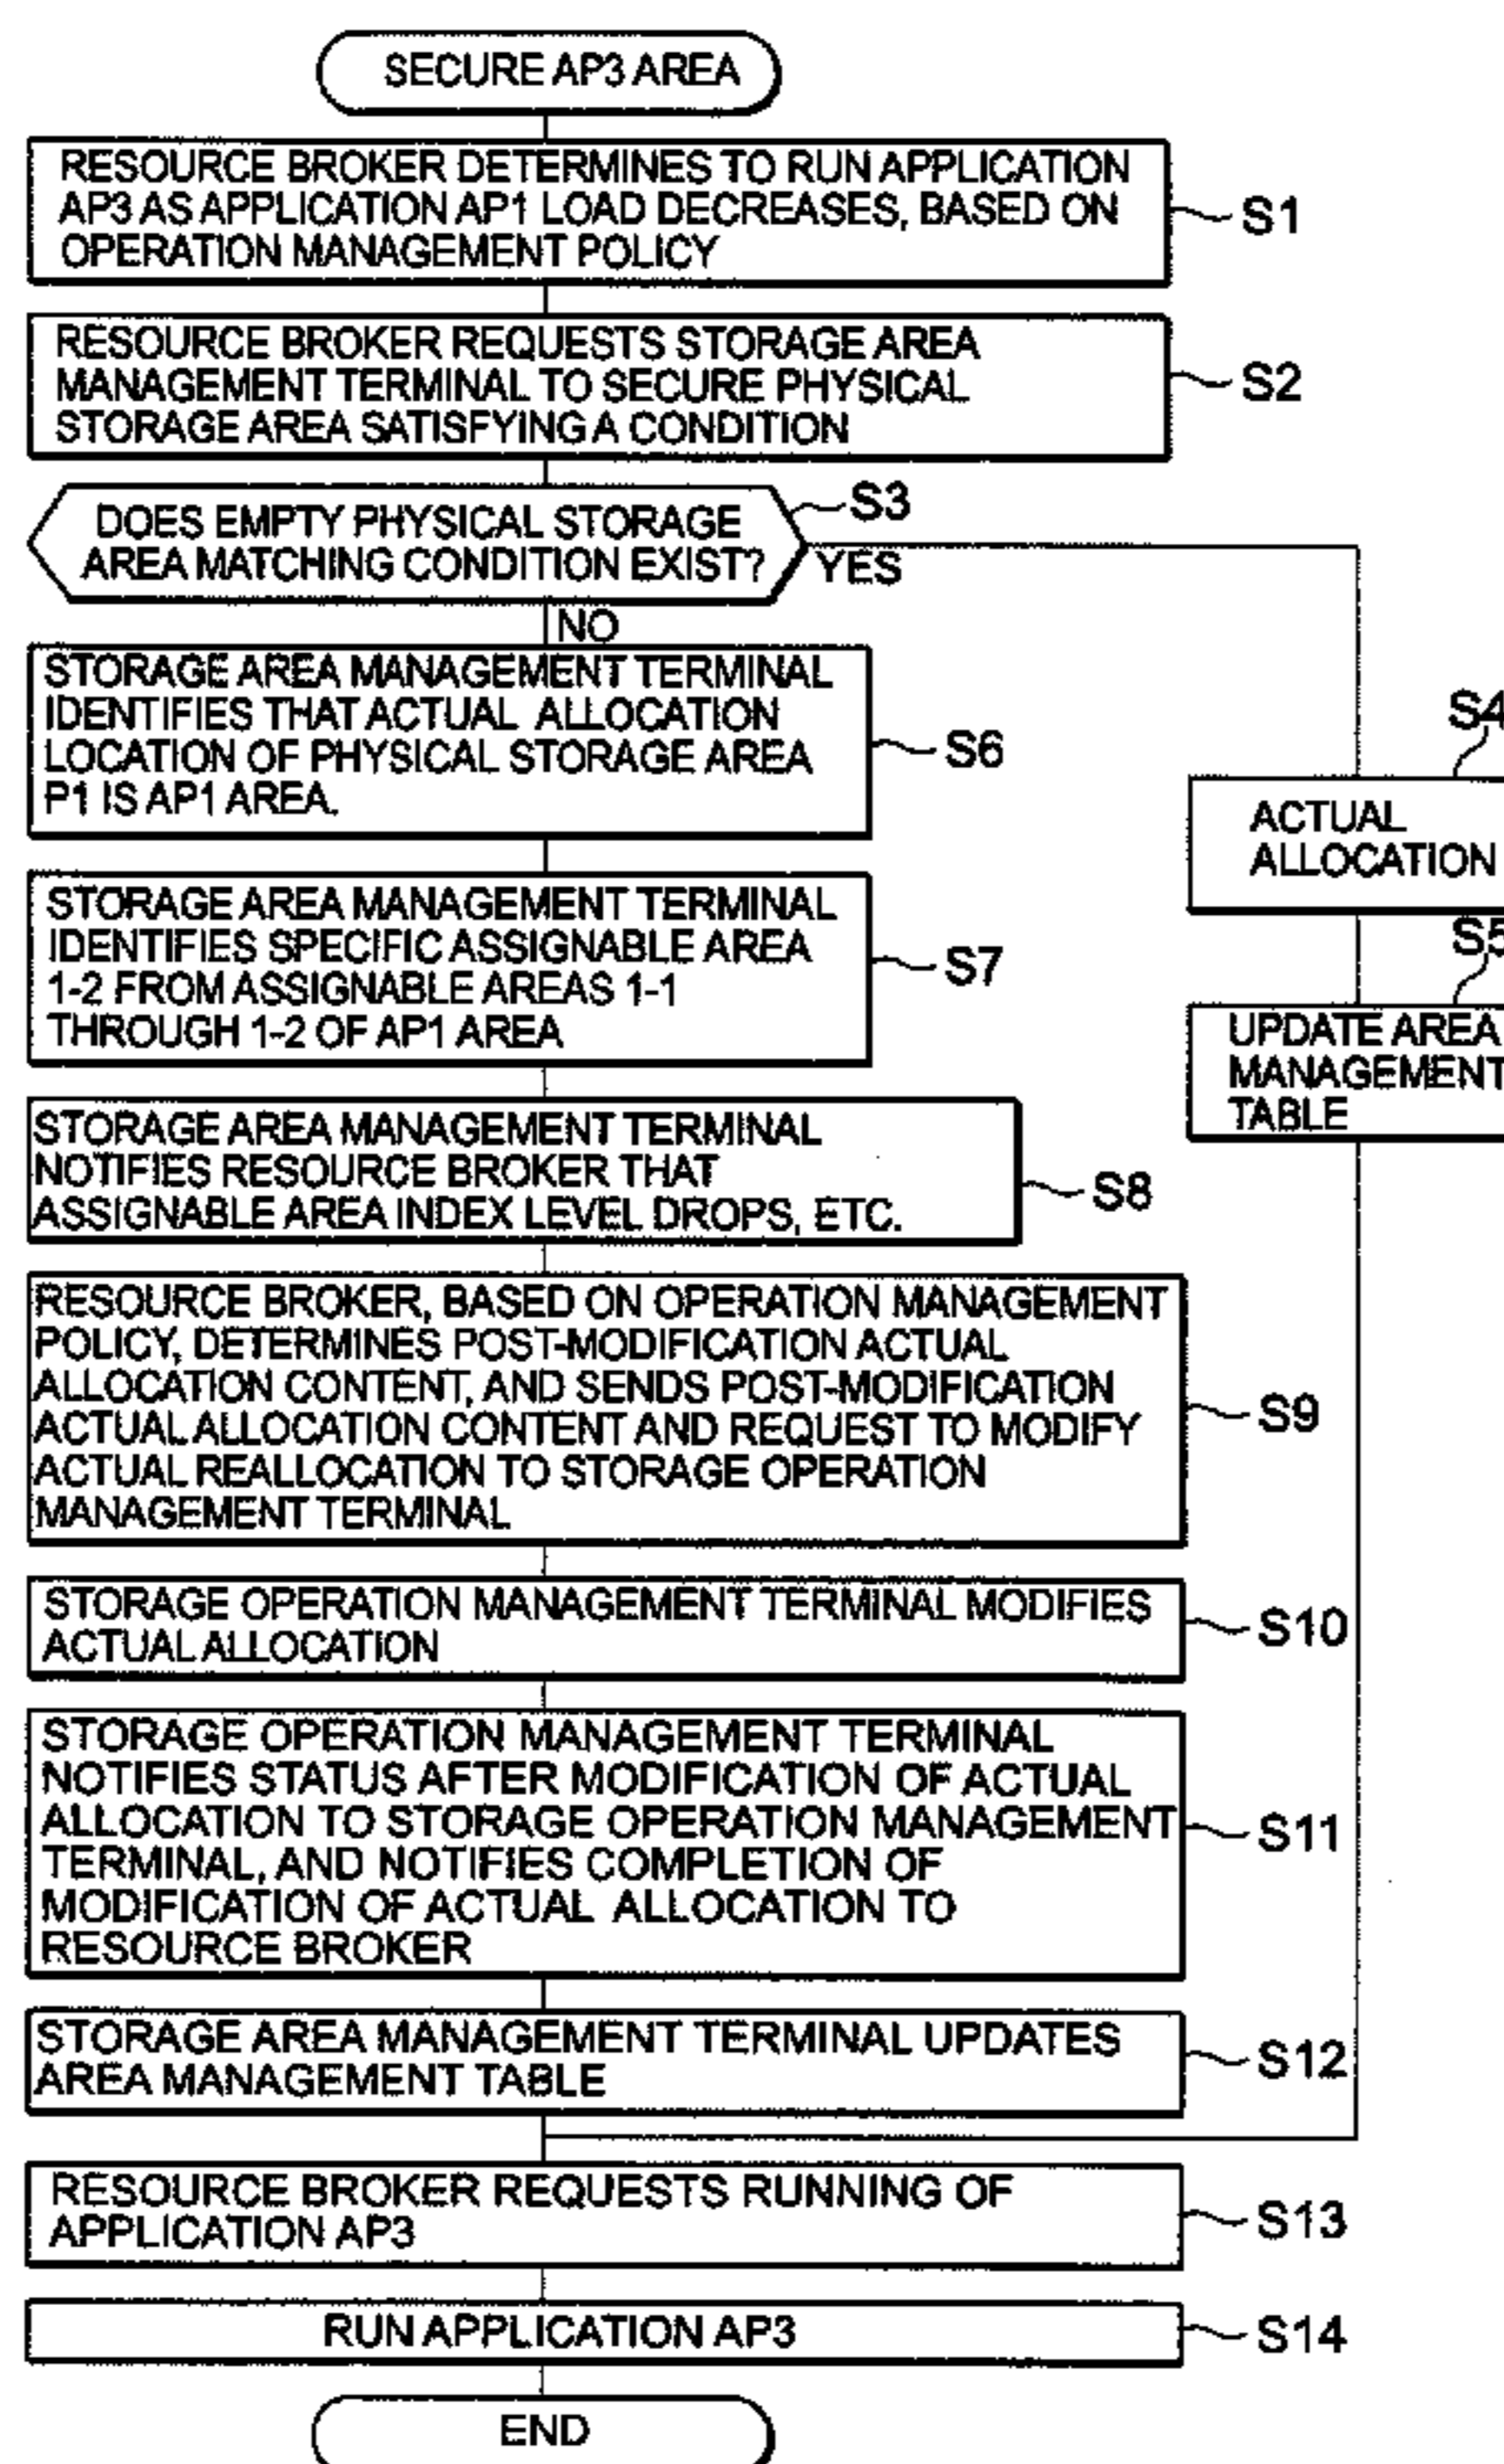 SECURE AP3 AREA
RESOURCE BROKER DETERMINES TO RUN APPLICATION
AP3 AS APPLICATION AP1 LOAD DECREASES, BASED ON
OPERATION MANAGEMENT POLICY
S1
RESOURCE BROKER REQUESTS STORAGE AREA
MANAGEMENT TERMINAL TO SECURE PHYSICAL
STORAGE AREA SATISFYING A CONDITION
S2
DOES EMPTY PHYSICAL STORAGE
AREA MATCHING CONDITION EXIST?
S3
YES
NO
STORAGE AREA MANAGEMENT TERMINAL
IDENTIFIES THAT ACTUAL ALLOCATION
LOCATION OF PHYSICAL STORAGE AREA
P1 IS AP1 AREA.
S6
S4
ACTUAL
ALLOCATION
STORAGE AREA MANAGEMENT TERMINAL
IDENTIFIES SPECIFIC ASSIGNABLE AREA
1-2 FROM ASSIGNABLE AREAS 1-1
THROUGH 1-2 OF AP1 AREA
S7
S5
UPDATE AREA
MANAGEMENT
TABLE
STORAGE AREA MANAGEMENT TERMINAL
NOTIFIES RESOURCE BROKER THAT
ASSIGNABLE AREA INDEX LEVEL DROPS, ETC.
S8
RESOURCE BROKER, BASED ON OPERATION MANAGEMENT
POLICY, DETERMINES POST-MODIFICATION ACTUAL
ALLOCATION CONTENT, AND SENDS POST-MODIFICATION
ACTUAL ALLOCATION CONTENT AND REQUEST TO MODIFY
ACTUAL REALLOCATION TO STORAGE OPERATION
MANAGEMENT TERMINAL
S9
STORAGE OPERATION MANAGEMENT TERMINAL MODIFIES
ACTUAL ALLOCATION
S10
STORAGE OPERATION MANAGEMENT TERMINAL
NOTIFIES STATUS AFTER MODIFICATION OF ACTUAL
ALLOCATION TO STORAGE OPERATION MANAGEMENT
TERMINAL, AND NOTIFIES COMPLETION OF
MODIFICATION OF ACTUAL ALLOCATION TO
RESOURCE BROKER
S11
STORAGE AREA MANAGEMENT TERMINAL UPDATES
AREA MANAGEMENT TABLE
S12
RESOURCE BROKER REQUESTS RUNNING OF
APPLICATION AP3
S13
RUN APPLICATION AP3
S14
END